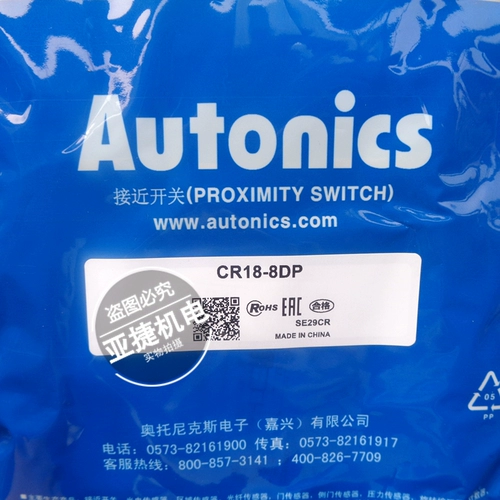 Autonics
接近开关(PROXIMITY SWITCH)
www.autonics.com
CR18-8DP
盗图必究
亚捷机电
实物拍摄
RoHS EAC 合格
SE29CR
MADE IN CHINA
05
PP
奥托尼克斯电子（嘉兴）有限公司
电话:0573-82161900 传真:0573-82161917
客服热线:800-857-3141 : 400-826-7709